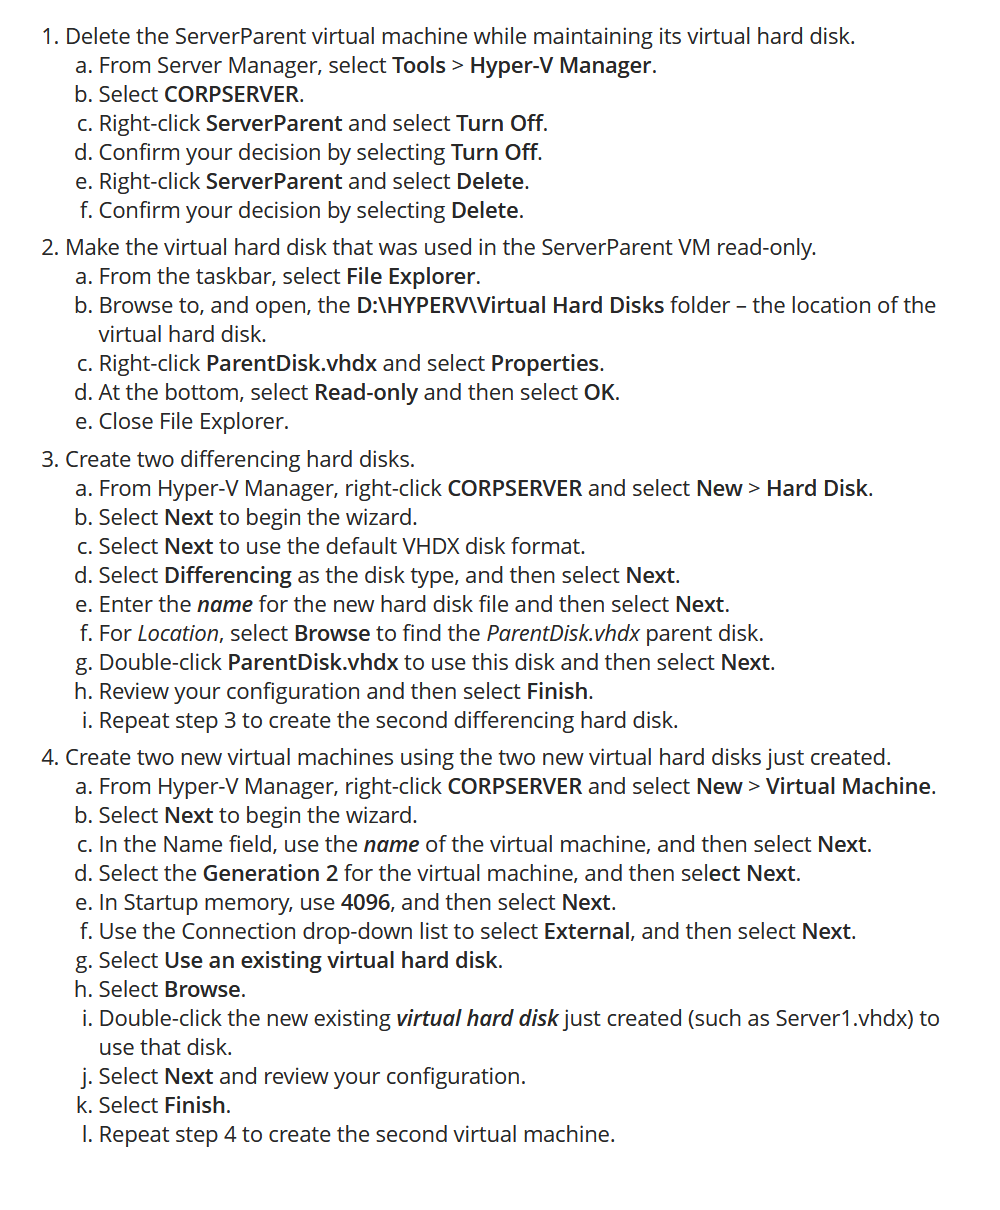 1. Delete the ServerParent virtual machine while maintaining its virtual hard disk.
a. From Server Manager, select Tools > Hyper-V Manager.
b. Select CORPSERVER.
c. Right-click ServerParent and select Turn Off.
d. Confirm your decision by selecting Turn Off.
e. Right-click ServerParent and select Delete.
f. Confirm your decision by selecting Delete.
2. Make the virtual hard disk that was used in the ServerParent VM read-only.
a. From the taskbar, select File Explorer.
b. Browse to, and open, the D:\HYPERV\Virtual Hard Disks folder – the location of the
virtual hard disk.
c. Right-click ParentDisk.vhdx and select Properties.
d. At the bottom, select Read-only and then select OK.
e. Close File Explorer.
3. Create two differencing hard disks.
a. From Hyper-V Manager, right-click CORPSERVER and select New > Hard Disk.
b. Select Next to begin the wizard.
c. Select Next to use the default VHDX disk format.
d. Select Differencing as the disk type, and then select Next.
e. Enter the name for the new hard disk file and then select Next.
f. For Location, select Browse to find the ParentDisk.vhdx parent disk.
g. Double-click ParentDisk.vhdx to use this disk and then select Next.
h. Review your configuration and then select Finish.
i. Repeat step 3 to create the second differencing hard disk.
4. Create two new virtual machines using the two new virtual hard disks just created.
a. From Hyper-V Manager, right-click CORPSERVER and select New > Virtual Machine.
b. Select Next to begin the wizard.
c. In the Name field, use the name of the virtual machine, and then select Next.
d. Select the Generation 2 for the virtual machine, and then select Next.
e. In Startup memory, use 4096, and then select Next.
f. Use the Connection drop-down list to select External, and then select Next.
g. Select Use an existing virtual hard disk.
h. Select Browse.
i. Double-click the new existing virtual hard disk just created (such as Server1.vhdx) to
use that disk.
j. Select Next and review your configuration.
k. Select Finish.
l. Repeat step 4 to create the second virtual machine.